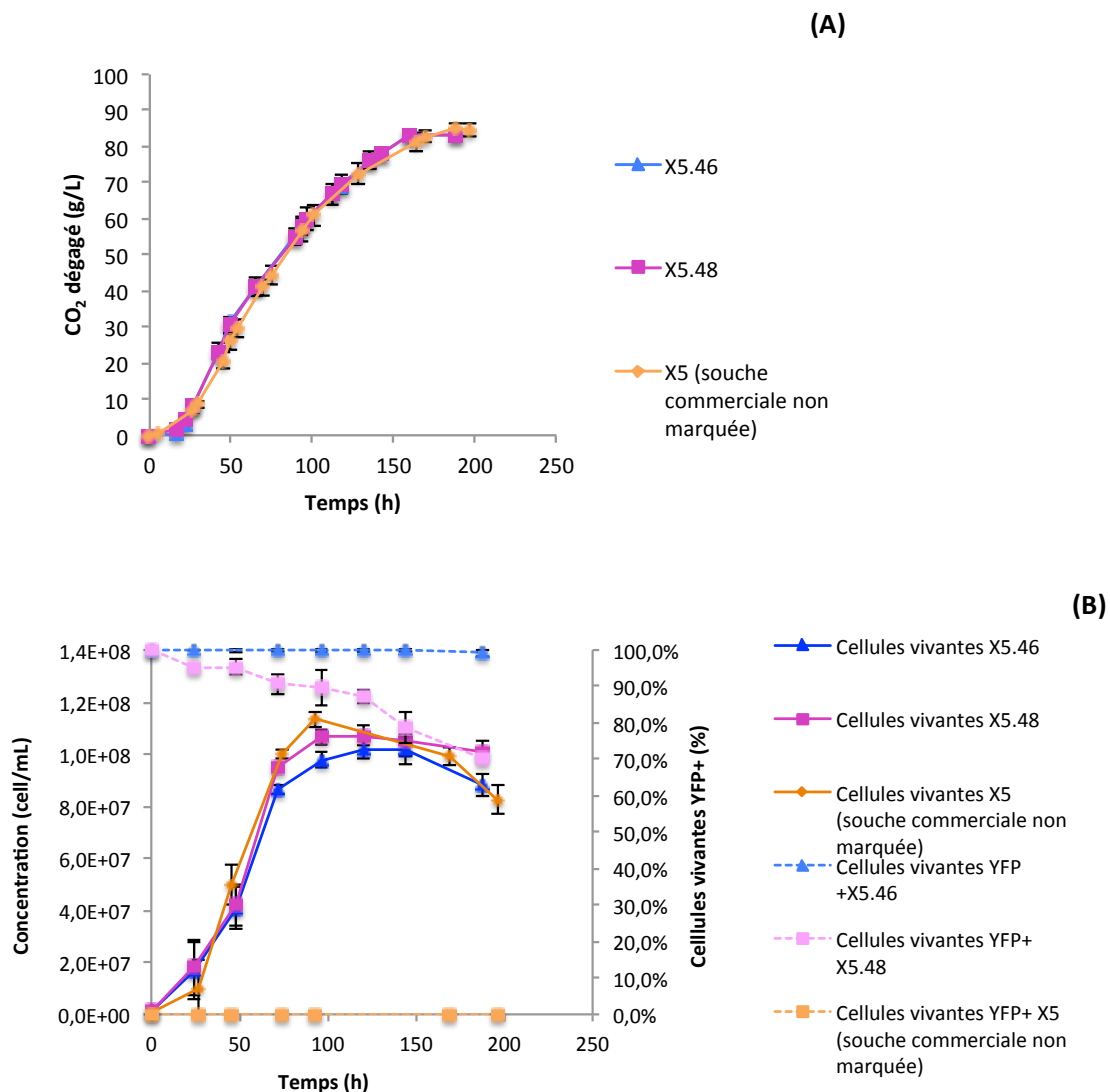 (A)
100
90
80
70
60
50
40
30
20
10
0
CO2 dégagé (g/L)
0 50 100 150 200 250
Temps (h)
X5.46
X5.48
X5 (souche
commerciale non
marquée)
(B)
1,4E+08
1,2E+08
1,0E+08
8,0E+07
6,0E+07
4,0E+07
2,0E+07
0,0E+00
Concentration (cell/mL)
100,0%
90,0%
80,0%
70,0%
60,0%
50,0%
40,0%
30,0%
20,0%
10,0%
0,0%
Celllules vivantes YFP+ (%)
0 50 100 150 200 250
Temps (h)
Cellules vivantes X5.46
Cellules vivantes X5.48
Cellules vivantes X5
(souche commerciale non
marquée)
Cellules vivantes YFP
+X5.46
Cellules vivantes YFP+
X5.48
Cellules vivantes YFP+ X5
(souche commerciale non
marquée)